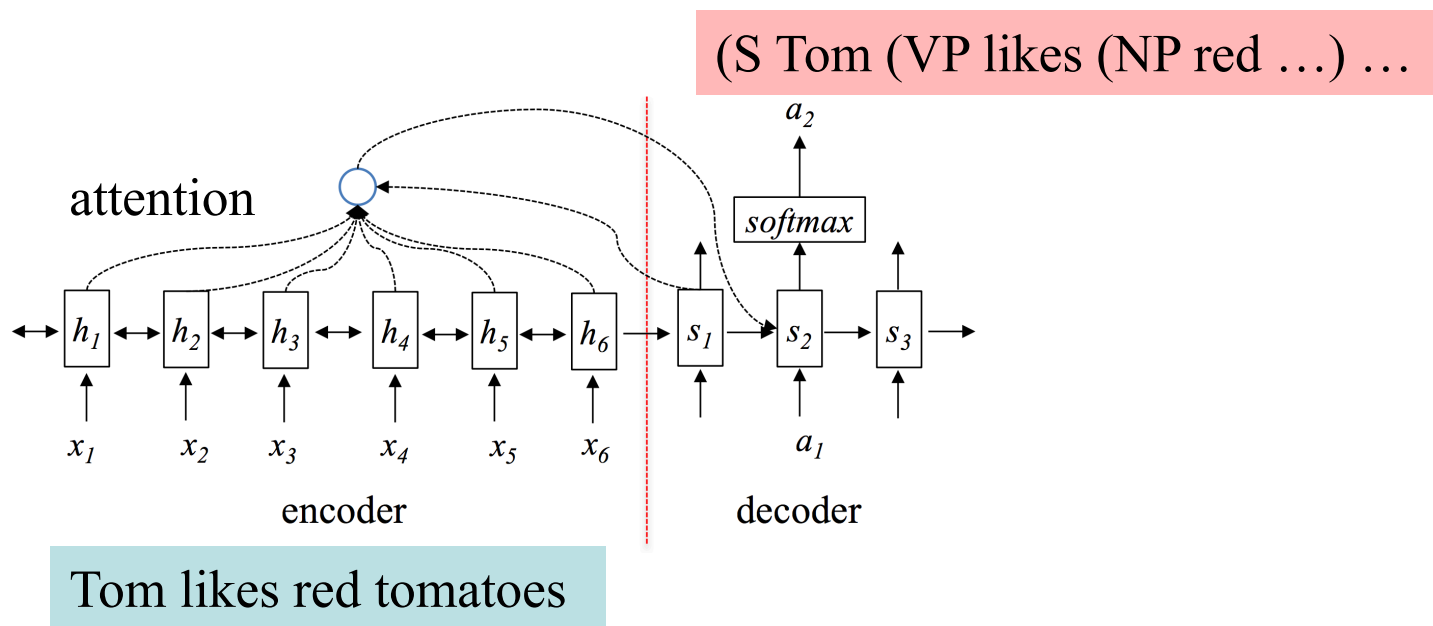 (S Tom (VP likes (NP red …) …
a2
attention
softmax
h1 h2 h3 h4 h5 h6 s1 s2 s3
x1 x2 x3 x4 x5 x6 a1
encoder decoder
Tom likes red tomatoes